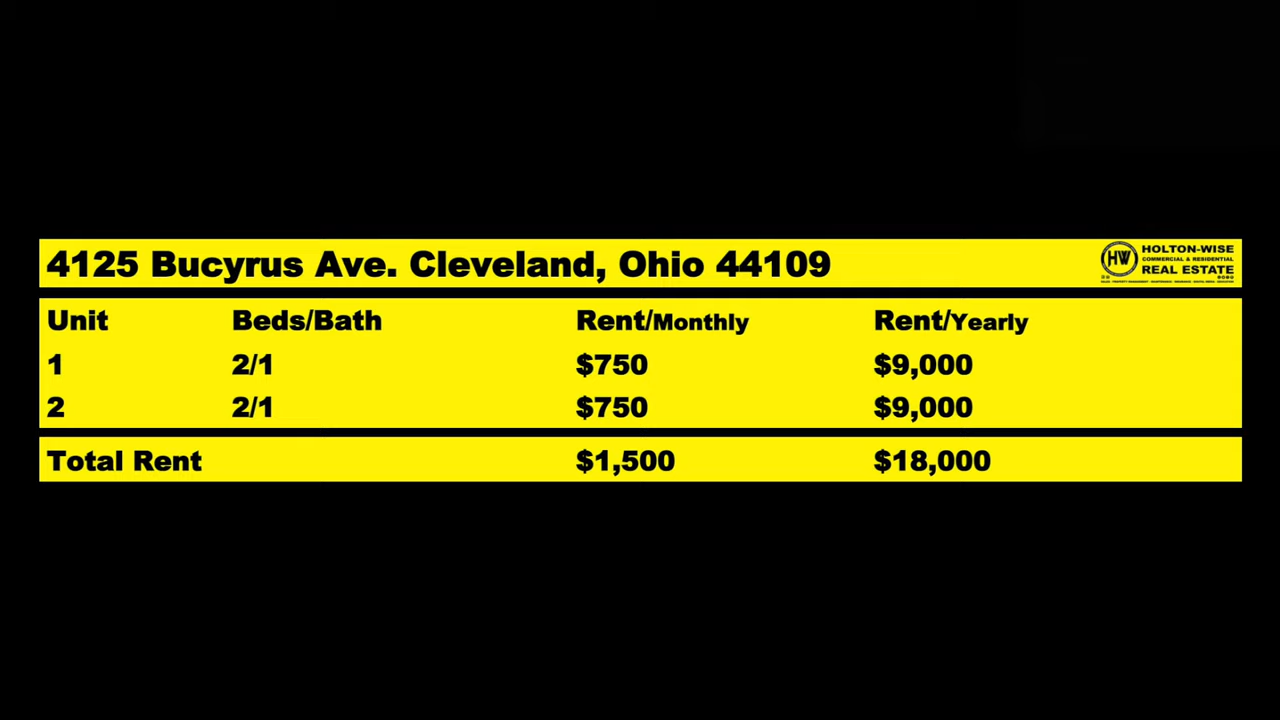 4125 Bucyrus Ave. Cleveland, Ohio 44109
HOLTON-WISE
COMMERCIAL & RESIDENTIAL
REAL ESTATE
HW
Unit Beds/Bath Rent/Monthly Rent/Yearly
1 2/1 $750 $9,000
2 2/1 $750 $9,000
Total Rent $1,500 $18,000